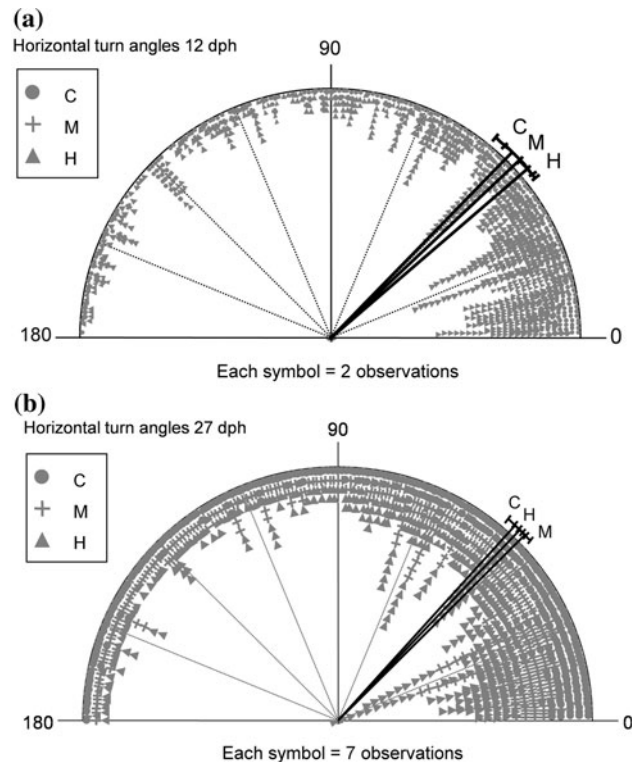 (a)
Horizontal turn angles 12 dph
90
C
M
H
C
M
H
180
0
Each symbol = 2 observations
(b)
Horizontal turn angles 27 dph
90
C
M
H
C
H
M
180
0
Each symbol = 7 observations